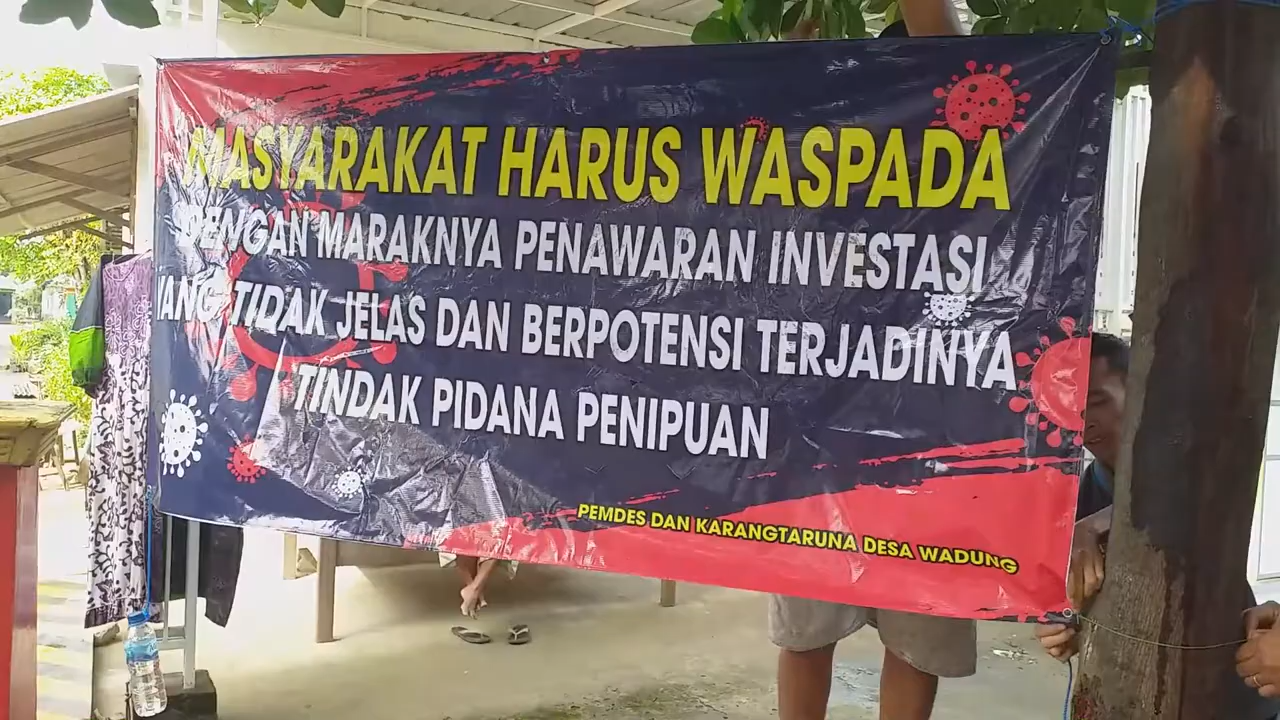 MASYARAKAT HARUS WASPADA
DENGAN MARAKNYA PENAWARAN INVESTASI
YANG TIDAK JELAS DAN BERPOTENSI TERJADINYA
TINDAK PIDANA PENIPUAN
PEMDES DAN KARANGTARUNA DESA WADUNG